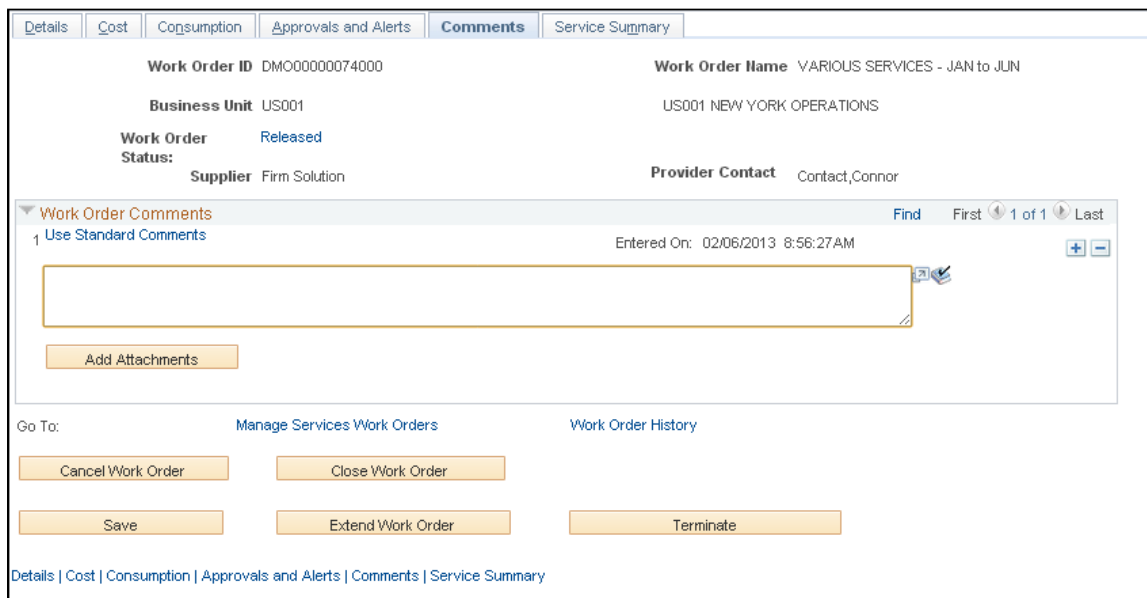 Details Cost Consumption Approvals and Alerts Comments Service Summary
Work Order ID DMO00000074000 Work Order Name VARIOUS SERVICES - JAN to JUN
Business Unit US001 US001 NEW YORK OPERATIONS
Work Order Status: Released
Supplier Firm Solution Provider Contact Contact,Connor
Work Order Comments Find First 1 of 1 Last
1 Use Standard Comments Entered On: 02/06/2013 8:56:27AM
Add Attachments
Go To: Manage Services Work Orders Work Order History
Cancel Work Order Close Work Order
Save Extend Work Order Terminate
Details | Cost | Consumption | Approvals and Alerts | Comments | Service Summary